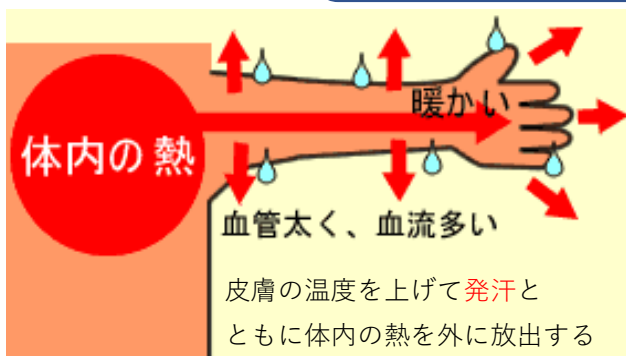 暖かい
体内の熱
血管太く、血流多い
皮膚の温度を上げて発汗と
ともに体内の熱を外に放出する